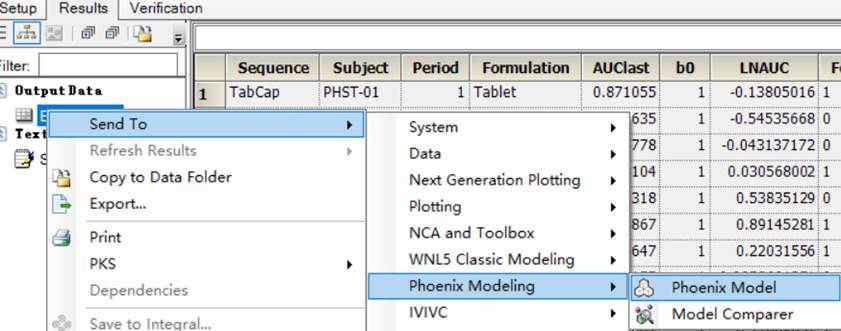 Setup Results Verification
Filter:
Sequence Subject Period Formulation AUClast b0 LNAUC
Output Data
1 TabCap PHST-01 1 Tablet 0.871055 1 -0.13805016 1
Send To System 635 1 -0.54535668 0
Text
Refresh Results Data 778 1 -0.043137172 1
Copy to Data Folder Next Generation Plotting 104 1 0.030568002 1
Export... Plotting 318 1 0.53835129 0
Print NCA and Toolbox 867 1 0.89145281 1
PKS WNL5 Classic Modeling 647 1 0.22031556 1
Dependencies Phoenix Modeling Phoenix Model
Save to Integral... IVIVC Model Comparer